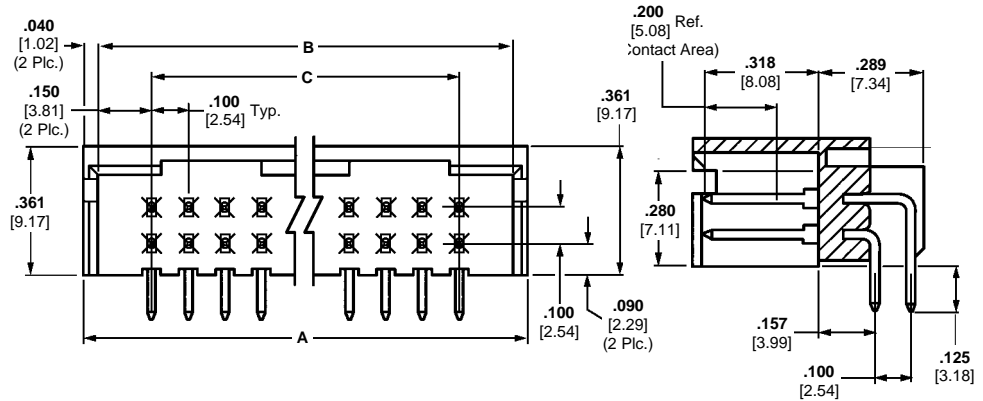 .040
[1.02]
(2 Plc.)
B
C
.150
[3.81]
(2 Plc.)
.100 Typ.
[2.54]
.361
[9.17]
.361
[9.17]
.100
[2.54]
.090
[2.29]
(2 Plc.)
A
.200 Ref.
[5.08]
Contact Area)
.318
[8.08]
.289
[7.34]
.280
[7.11]
.157
[3.99]
.100
[2.54]
.125
[3.18]